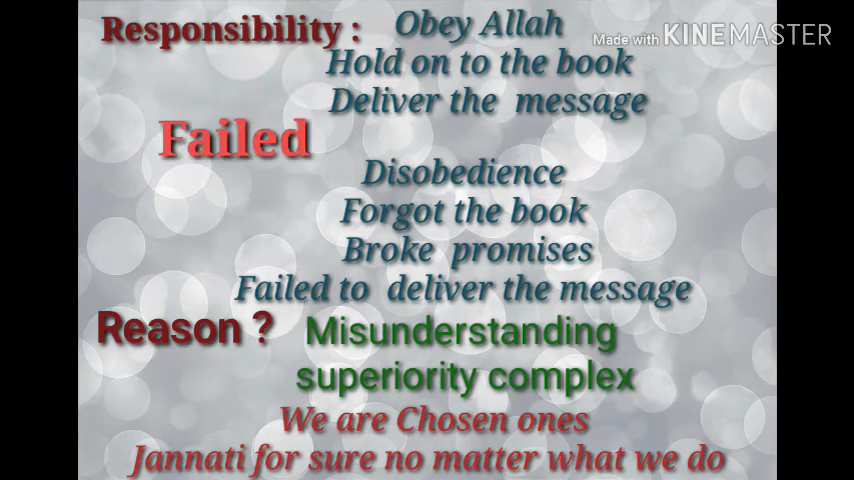 Responsibility : Obey Allah
Made with KINEMASTER
Hold on to the book
Deliver the message
Failed
Disobedience
Forgot the book
Broke promises
Failed to deliver the message
Reason ? Misunderstanding
superiority complex
We are Chosen ones
Jannati for sure no matter what we do